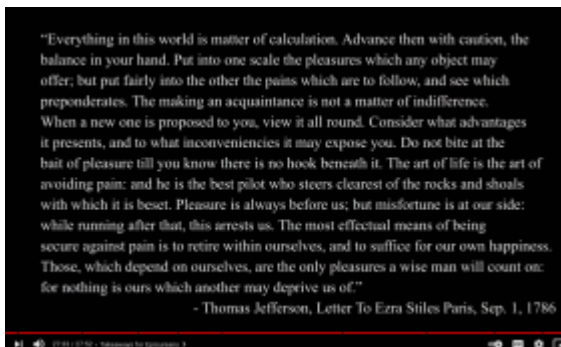 “Everything in this world is matter of calculation. Advance then with caution, the
balance in your hand. Put into one scale the pleasures which any object may
offer; but put fairly into the other the pains which are to follow, and see which
preponderates. The making an acquaintance is not a matter of indifference.
When a new one is proposed to you, view it all round. Consider what advantages
it presents, and to what inconveniencies it may expose you. Do not bite at the
bait of pleasure till you know there is no hook beneath it. The art of life is the art of
avoiding pain: and he is the best pilot who steers clearest of the rocks and shoals
with which it is beset. Pleasure is always before us; but misfortune is at our side:
while running after that, this arrests us. The most effectual means of being
secure against pain is to retire within ourselves, and to suffice for our own happiness.
Those, which depend on ourselves, are the only pleasures a wise man will count on:
for nothing is ours which another may deprive us of.”
- Thomas Jefferson, Letter To Ezra Stiles Paris, Sep. 1, 1786